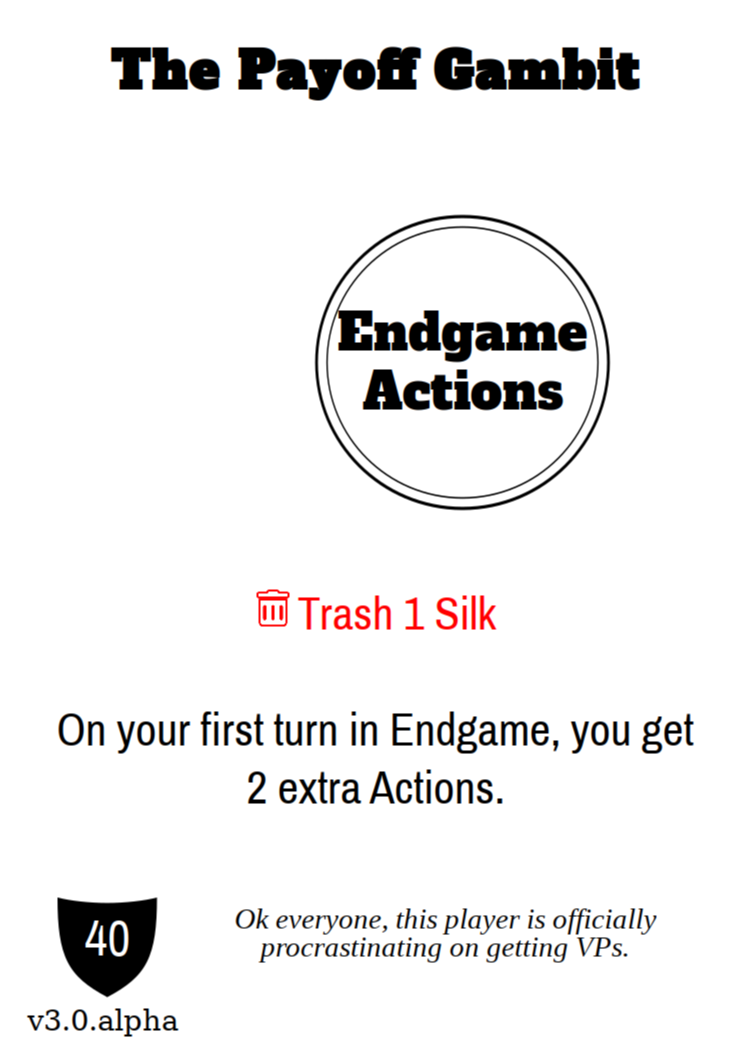 The Payoff Gambit
Endgame
Actions
Trash 1 Silk
On your first turn in Endgame, you get
2 extra Actions.
40
Ok everyone, this player is officially
procrastinating on getting VPs.
v3.0.alpha